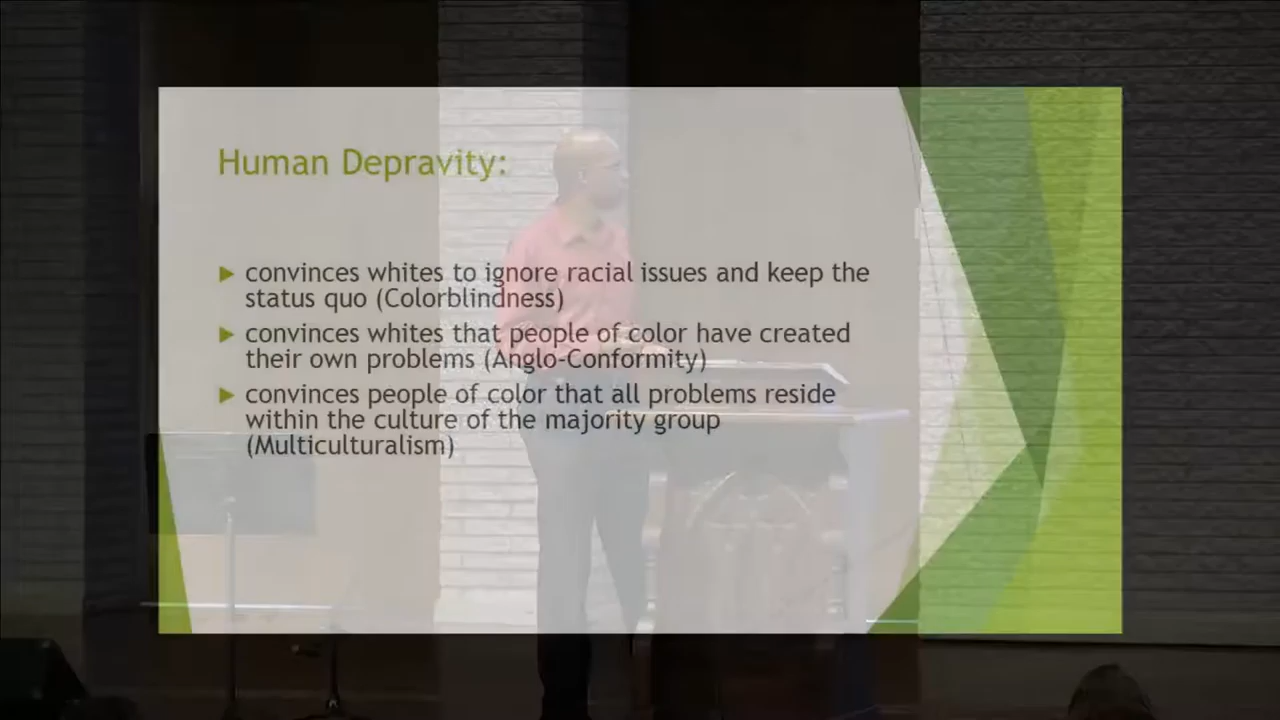 Human Depravity:
convinces whites to ignore racial issues and keep the
status quo (Colorblindness)
convinces whites that people of color have created
their own problems (Anglo-Conformity)
convinces people of color that all problems reside
within the culture of the majority group
(Multiculturalism)